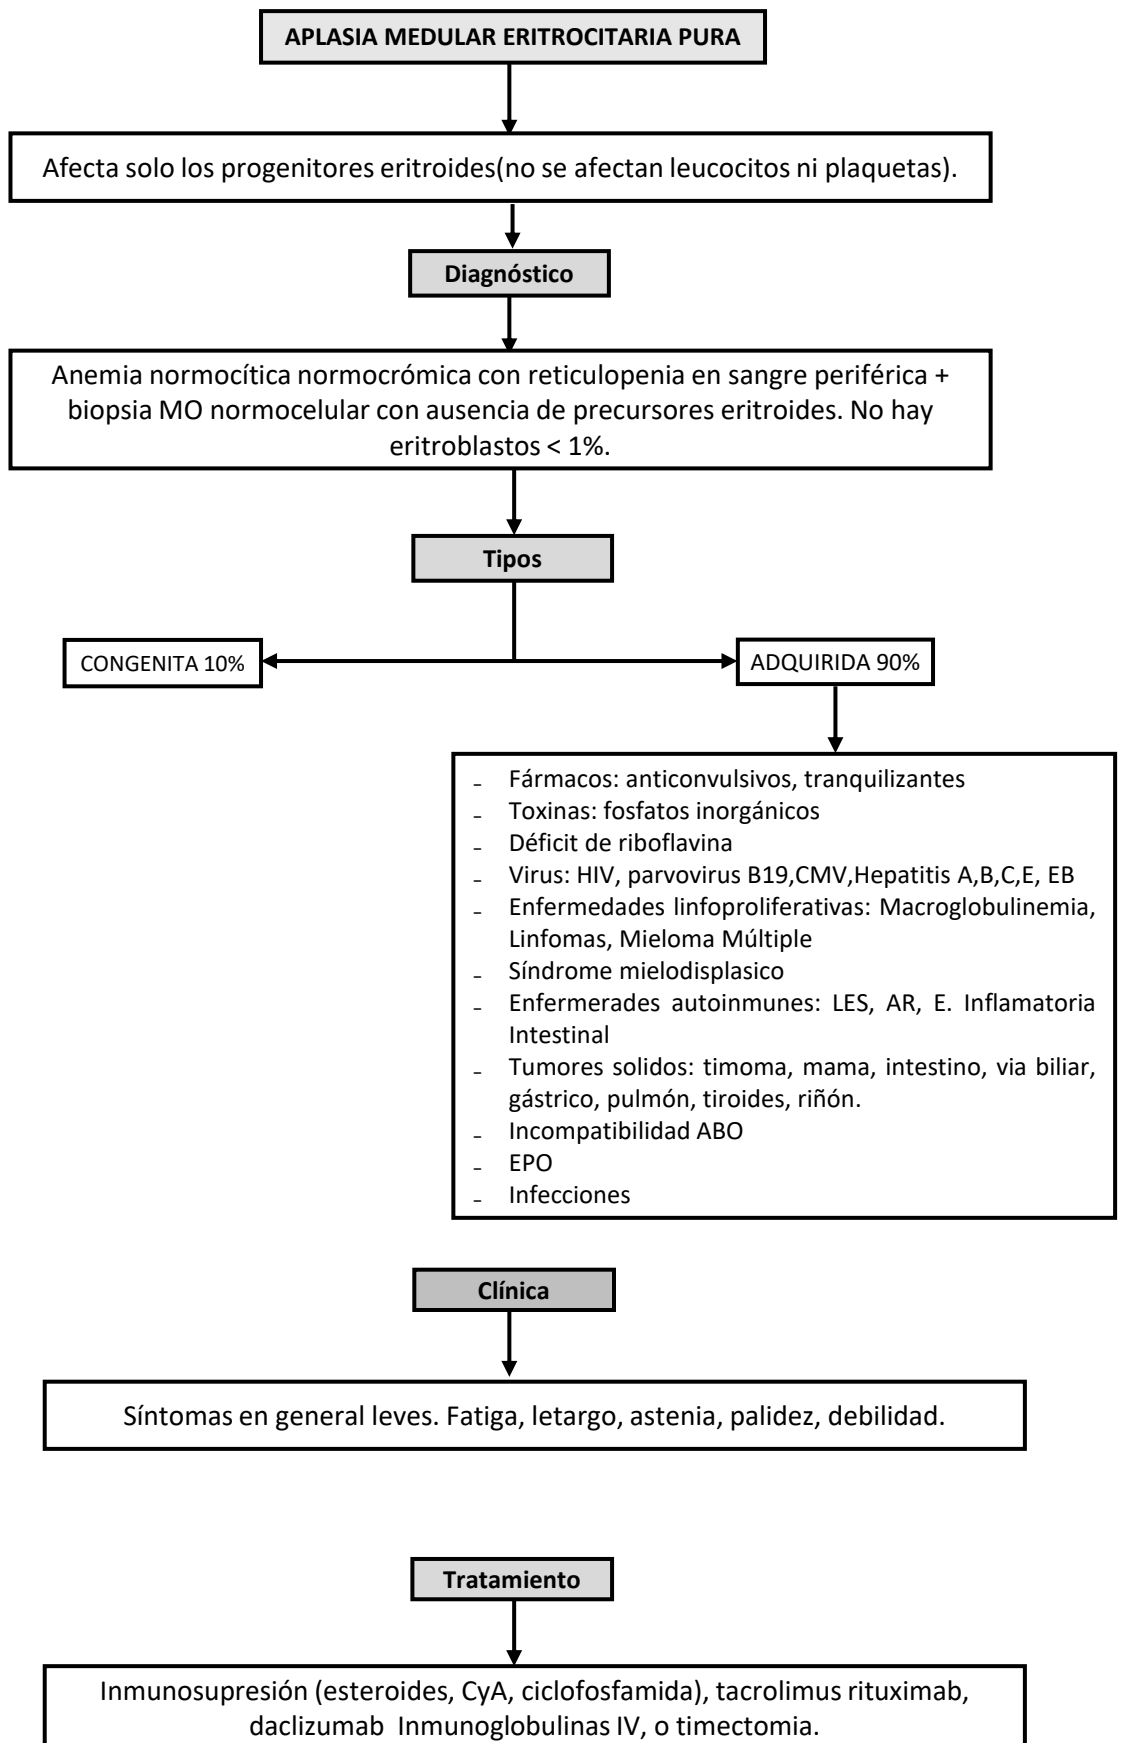 APLASIA MEDULAR ERITROCITARIA PURA
Afecta solo los progenitores eritroides(no se afectan leucocitos ni plaquetas).
Diagnóstico
Anemia normocítica normocrómica con reticulopenia en sangre periférica +
biopsia MO normocelular con ausencia de precursores eritroides. No hay
eritroblastos < 1%.
Tipos
CONGENITA 10%
ADQUIRIDA 90%
- Fármacos: anticonvulsivos, tranquilizantes
- Toxinas: fosfatos inorgánicos
- Déficit de riboflavina
- Virus: HIV, parvovirus B19,CMV,Hepatitis A,B,C,E, EB
- Enfermedades linfoproliferativas: Macroglobulinemia,
Linfomas, Mieloma Múltiple
- Síndrome mielodisplasico
- Enfermerades autoinmunes: LES, AR, E. Inflamatoria
Intestinal
- Tumores solidos: timoma, mama, intestino, via biliar,
gástrico, pulmón, tiroides, riñón.
- Incompatibilidad ABO
- EPO
- Infecciones
Clínica
Síntomas en general leves. Fatiga, letargo, astenia, palidez, debilidad.
Tratamiento
Inmunosupresión (esteroides, CyA, ciclofosfamida), tacrolimus rituximab,
daclizumab Inmunoglobulinas IV, o timectomia.